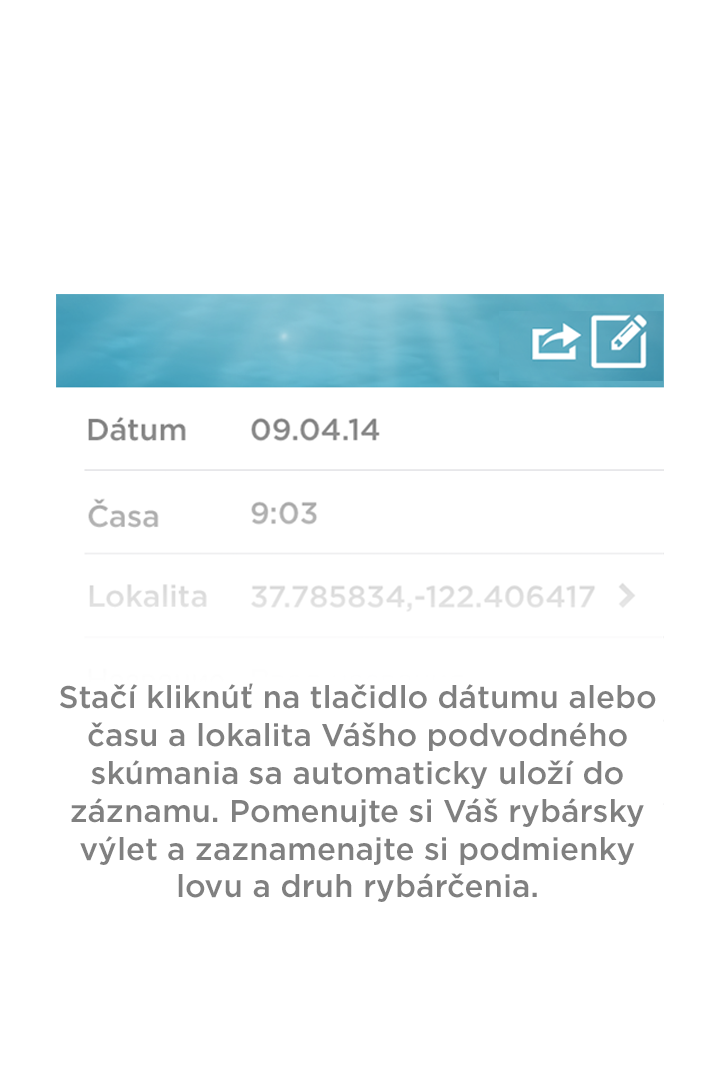 Dátum 09.04.14
Časa 9:03
Lokalita 37.785834,-122.406417
Stačí kliknúť na tlačidlo dátumu alebo
času a lokalita Vášho podvodného
skúmania sa automaticky uloží do
záznamu. Pomenujte si Váš rybársky
výlet a zaznamenajte si podmienky
lovu a druh rybárčenia.